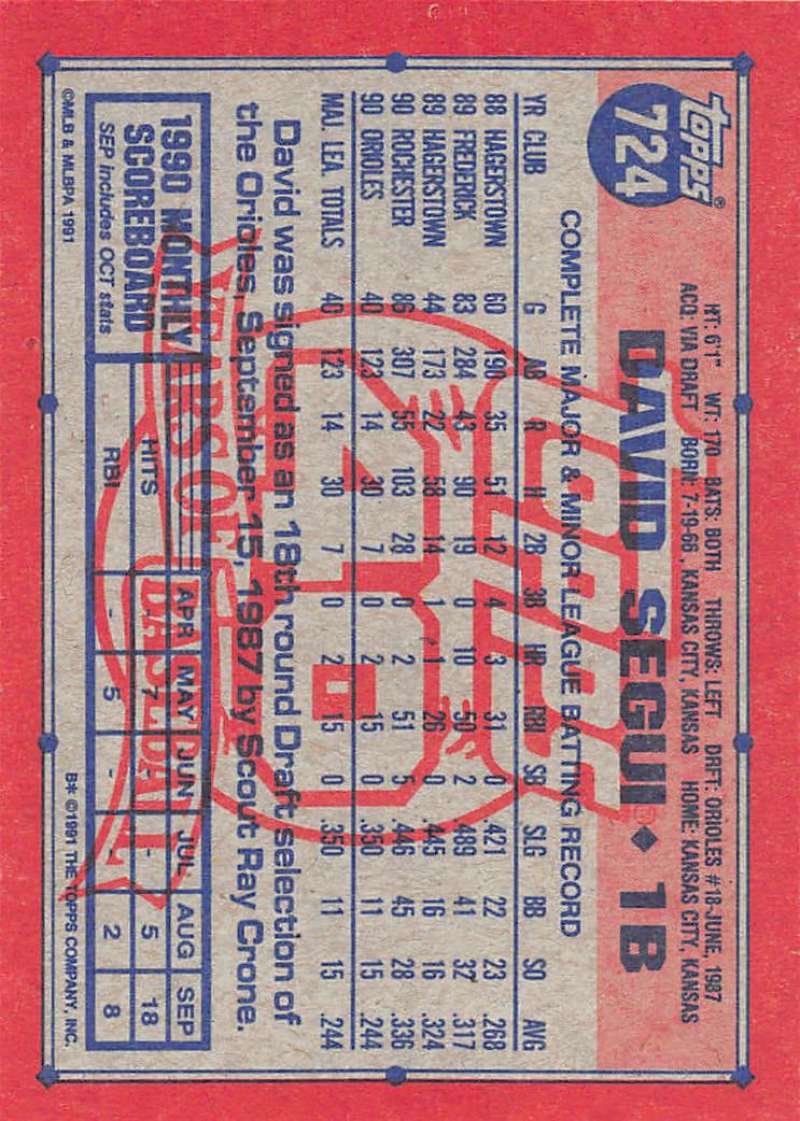 topps®
724
HT: 6'1" WT: 170 BATS: BOTH THROWS: LEFT DRFT: ORIOLES #18-JUNE, 1987
ACQ: VIA DRAFT BORN: 7-19-66, KANSAS CITY, KANSAS HOME: KANSAS CITY, KANSAS
DAVID SEGUI ◆ 1B
COMPLETE MAJOR & MINOR LEAGUE BATTING RECORD
YR CLUB G AB R H 2B 3B HR RBI SB SLG BB SO AVG
88 HAGERSTOWN 60 190 35 51 12 4 3 31 0 .421 22 23 .268
89 FREDERICK 83 284 43 90 19 0 10 50 2 .489 41 32 .317
89 HAGERSTOWN 44 173 22 58 14 1 1 26 0 .445 16 16 .324
90 ROCHESTER 86 307 55 103 28 0 2 51 5 .446 45 28 .336
90 ORIOLES 40 123 14 30 7 0 2 15 0 .350 11 15 .244
MAJ. LEA. TOTALS 40 123 14 30 7 0 2 15 0 .350 11 15 .244
David was signed as an 18th round Draft selection of
the Orioles, September 15, 1987 by Scout Ray Crone.
1990 MONTHLY
SCOREBOARD
SEP includes OCT stats
APR MAY JUN JUL AUG SEP
HITS - 7 - - 5 18
RBI - 5 - - 2 8
YEARS OF BASEBALL
40
©MLB & MLBPA 1991
B* ©1991 THE TOPPS COMPANY, INC.